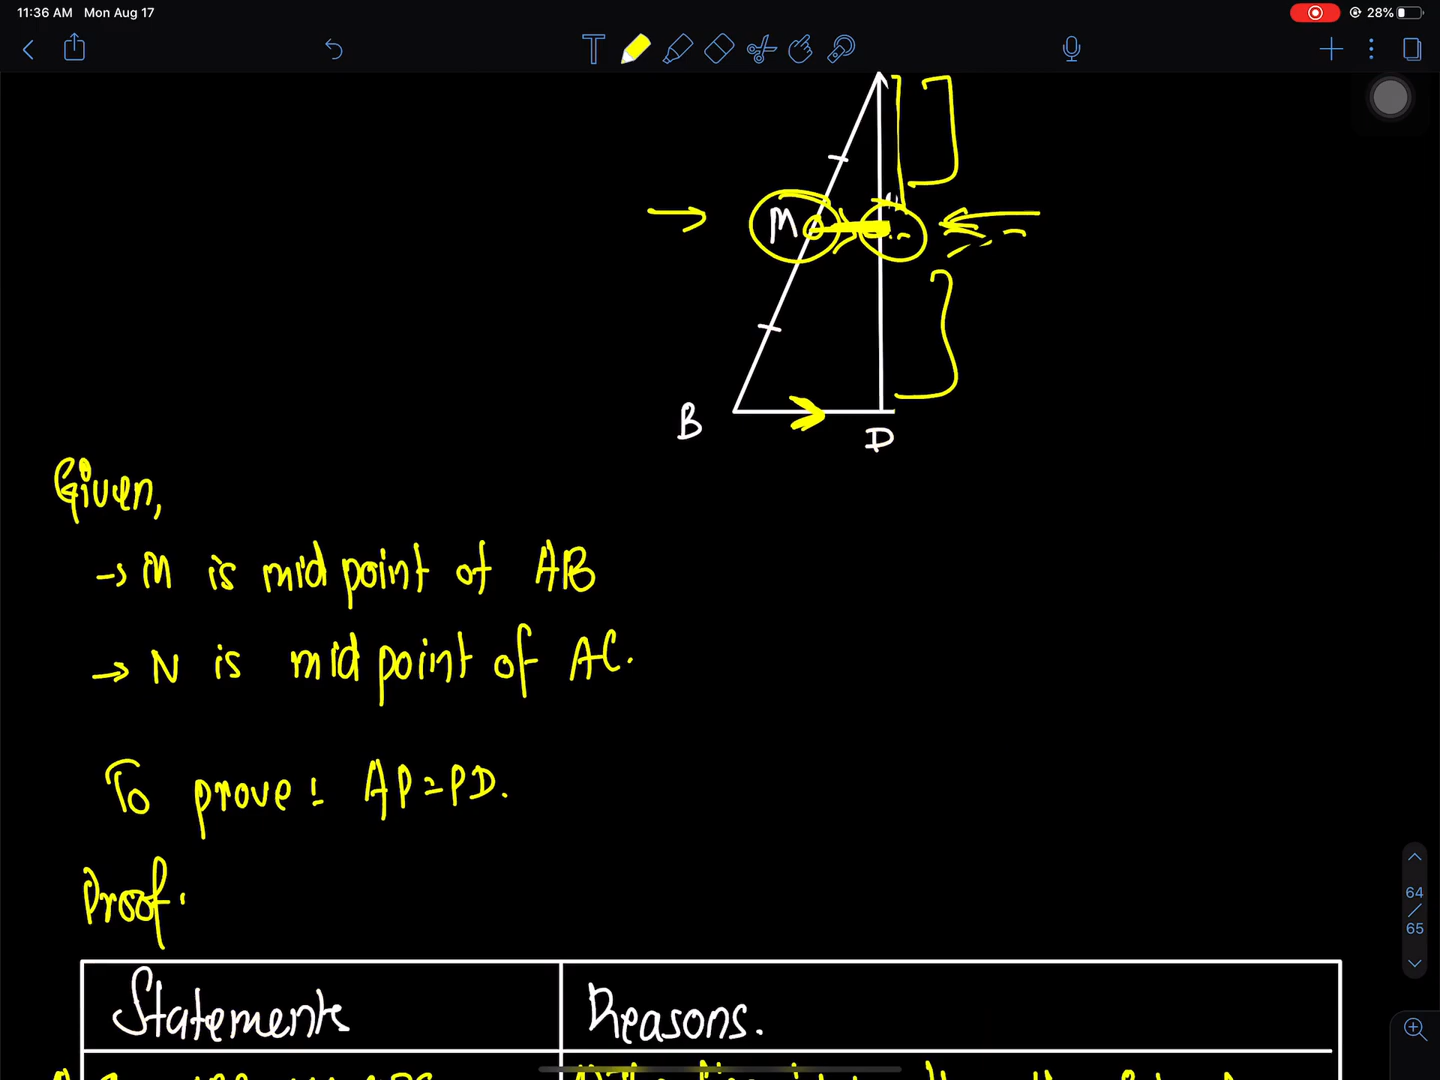 11:36 AM Mon Aug 17
28%
T
M
B
D
Given,
→ M is mid point of AB
→ N is mid point of AC.
To prove: AP=PD.
Proof.
64
/
65
Statements
Reasons.